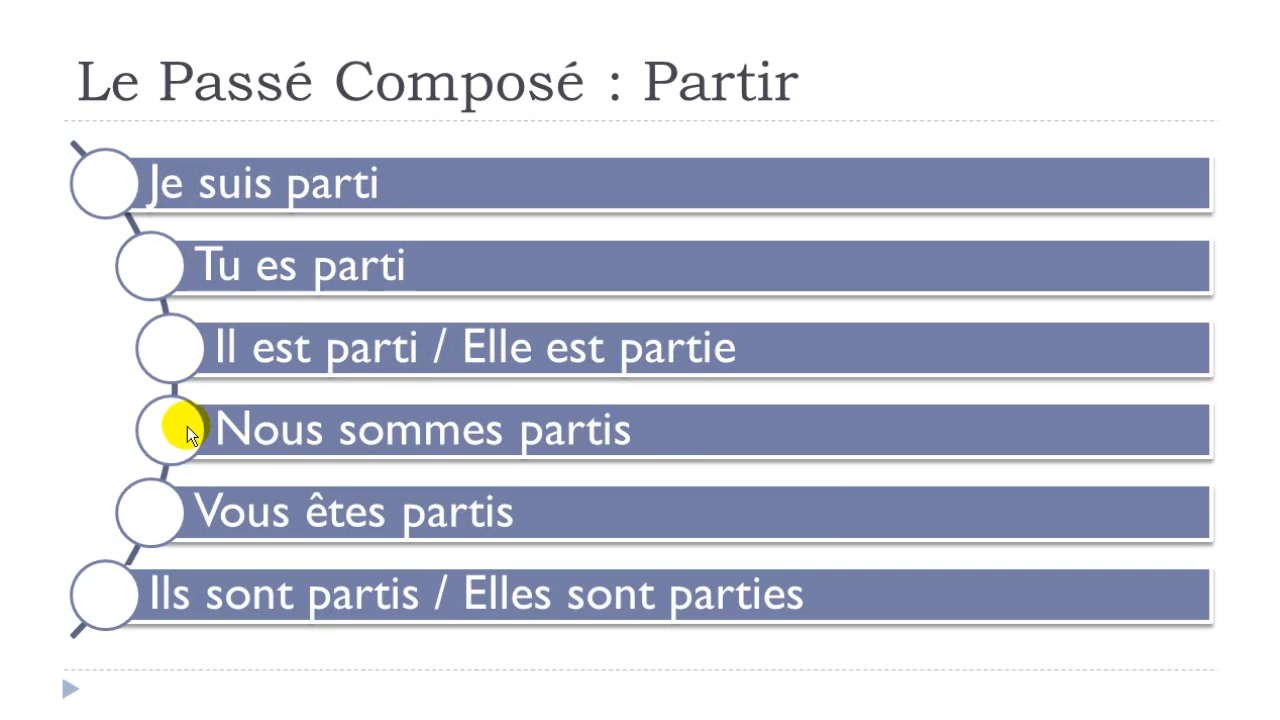 Le Passé Composé : Partir
Je suis parti
Tu es parti
Il est parti / Elle est partie
Nous sommes partis
Vous êtes partis
Ils sont partis / Elles sont parties